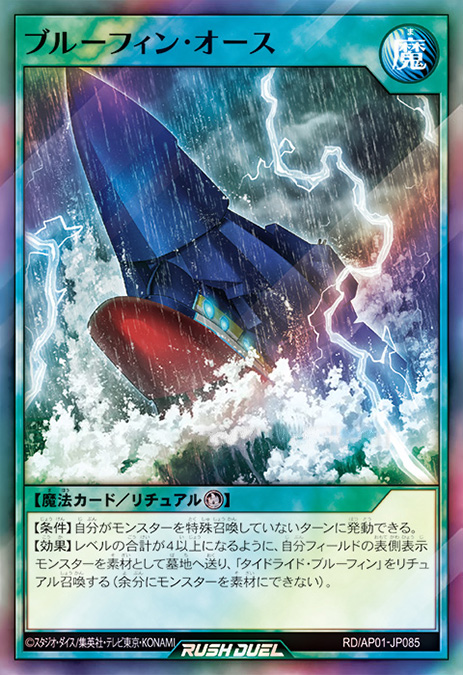 ブルーフィン・オース
魔
【魔法カード／リチュアル】
【条件】自分がモンスターを特殊召喚していないターンに発動できる。
【効果】レベルの合計が4以上になるように、自分フィールドの表側表示
モンスターを素材として墓地へ送り、「タイドライド・ブルーフィン」をリチュ
アル召喚する（余分にモンスターを素材にできない）。
©スタジオ・ダイス/集英社・テレビ東京・KONAMI
RUSH DUEL
RD/AP01-JP085